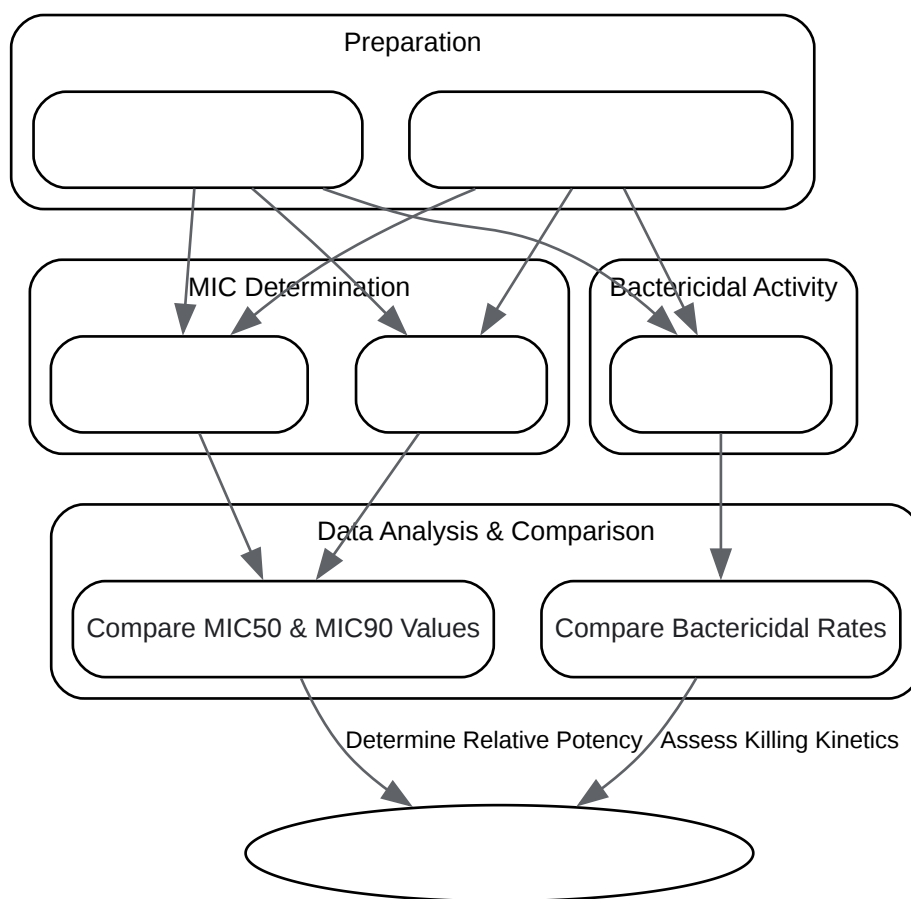 Preparation
MIC Determination
Bactericidal Activity
Data Analysis & Comparison
Compare MIC50 & MIC90 Values
Compare Bactericidal Rates
Determine Relative Potency
Assess Killing Kinetics